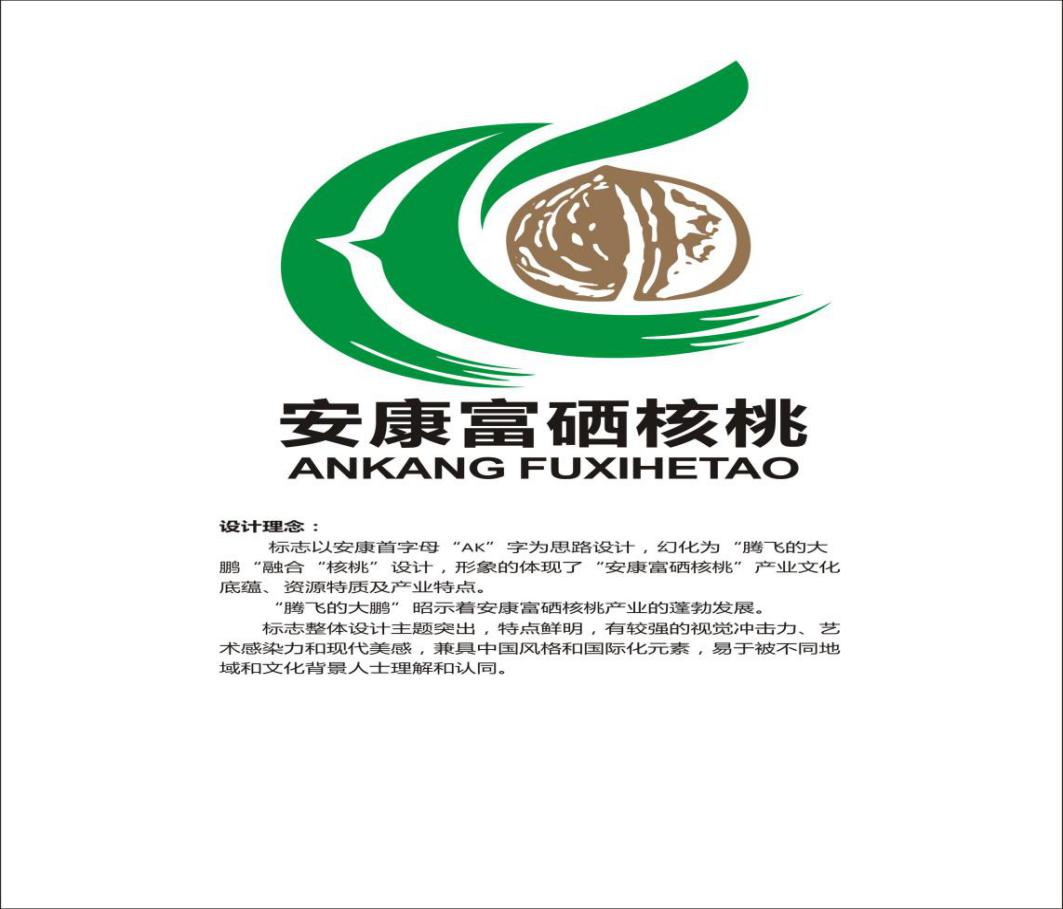 安康富硒核桃
ANKANG FUXIHETAO
设计理念：
标志以安康首字母“AK”字为思路设计，幻化为“腾飞的大
鹏“融合“核桃”设计，形象的体现了“安康富硒核桃”产业文化
底蕴、资源特质及产业特点。
“腾飞的大鹏”昭示着安康富硒核桃产业的蓬勃发展。
标志整体设计主题突出，特点鲜明，有较强的视觉冲击力、艺
术感染力和现代美感，兼具中国风格和国际化元素，易于被不同地
域和文化背景人士理解和认同。